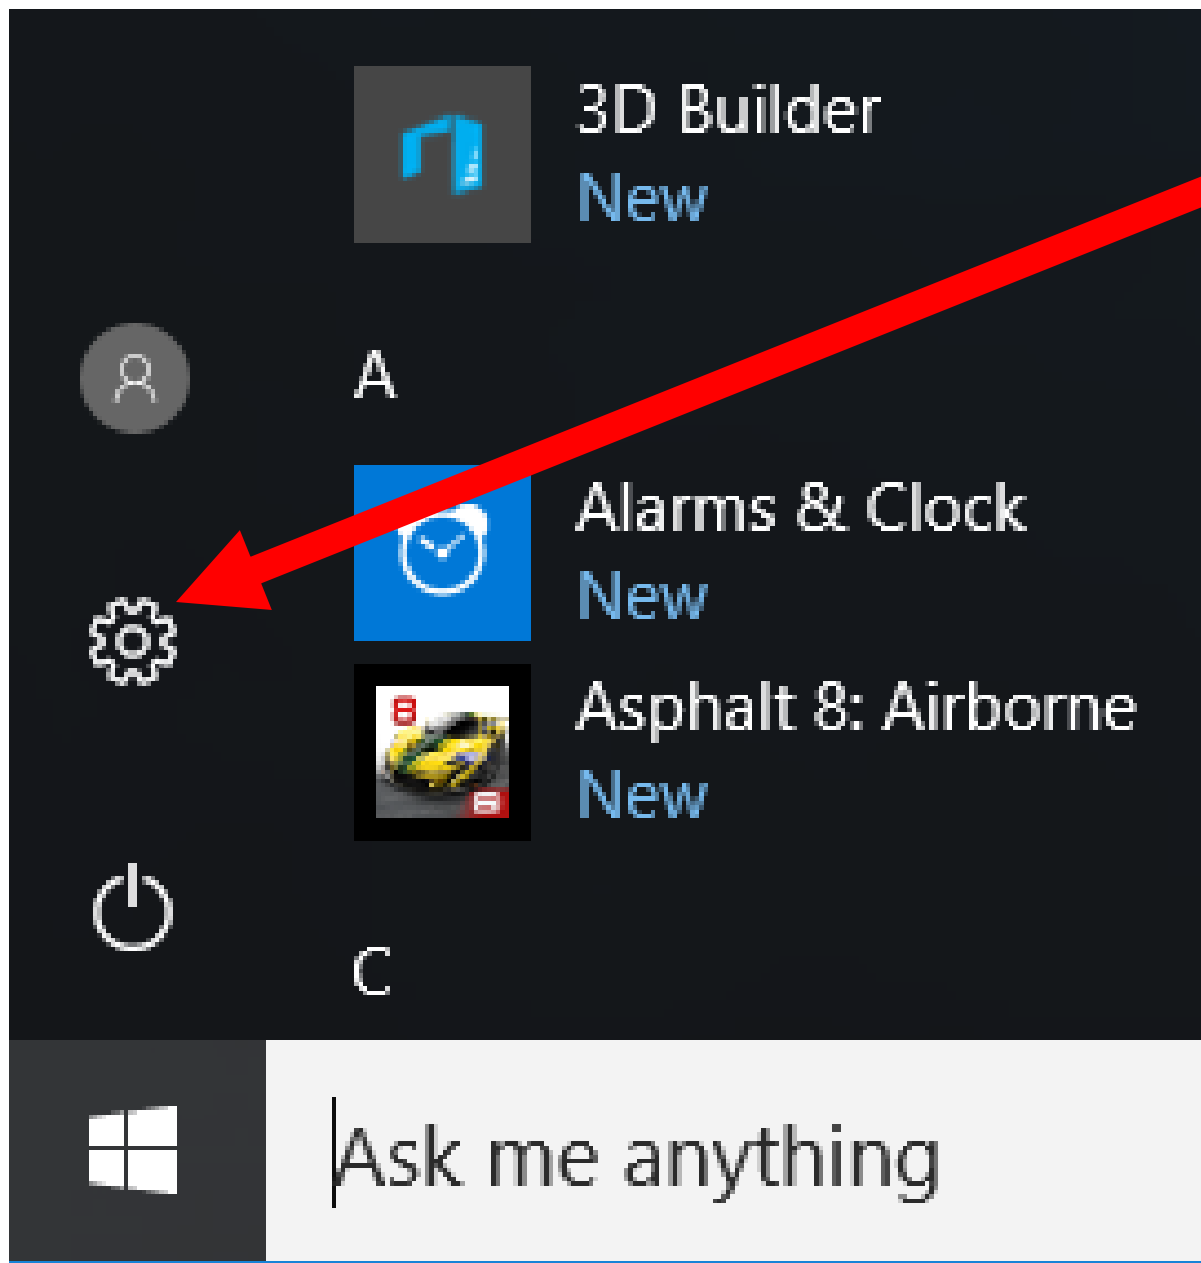 3D Builder
New
A
Alarms & Clock
New
Asphalt 8: Airborne
New
C
Ask me anything